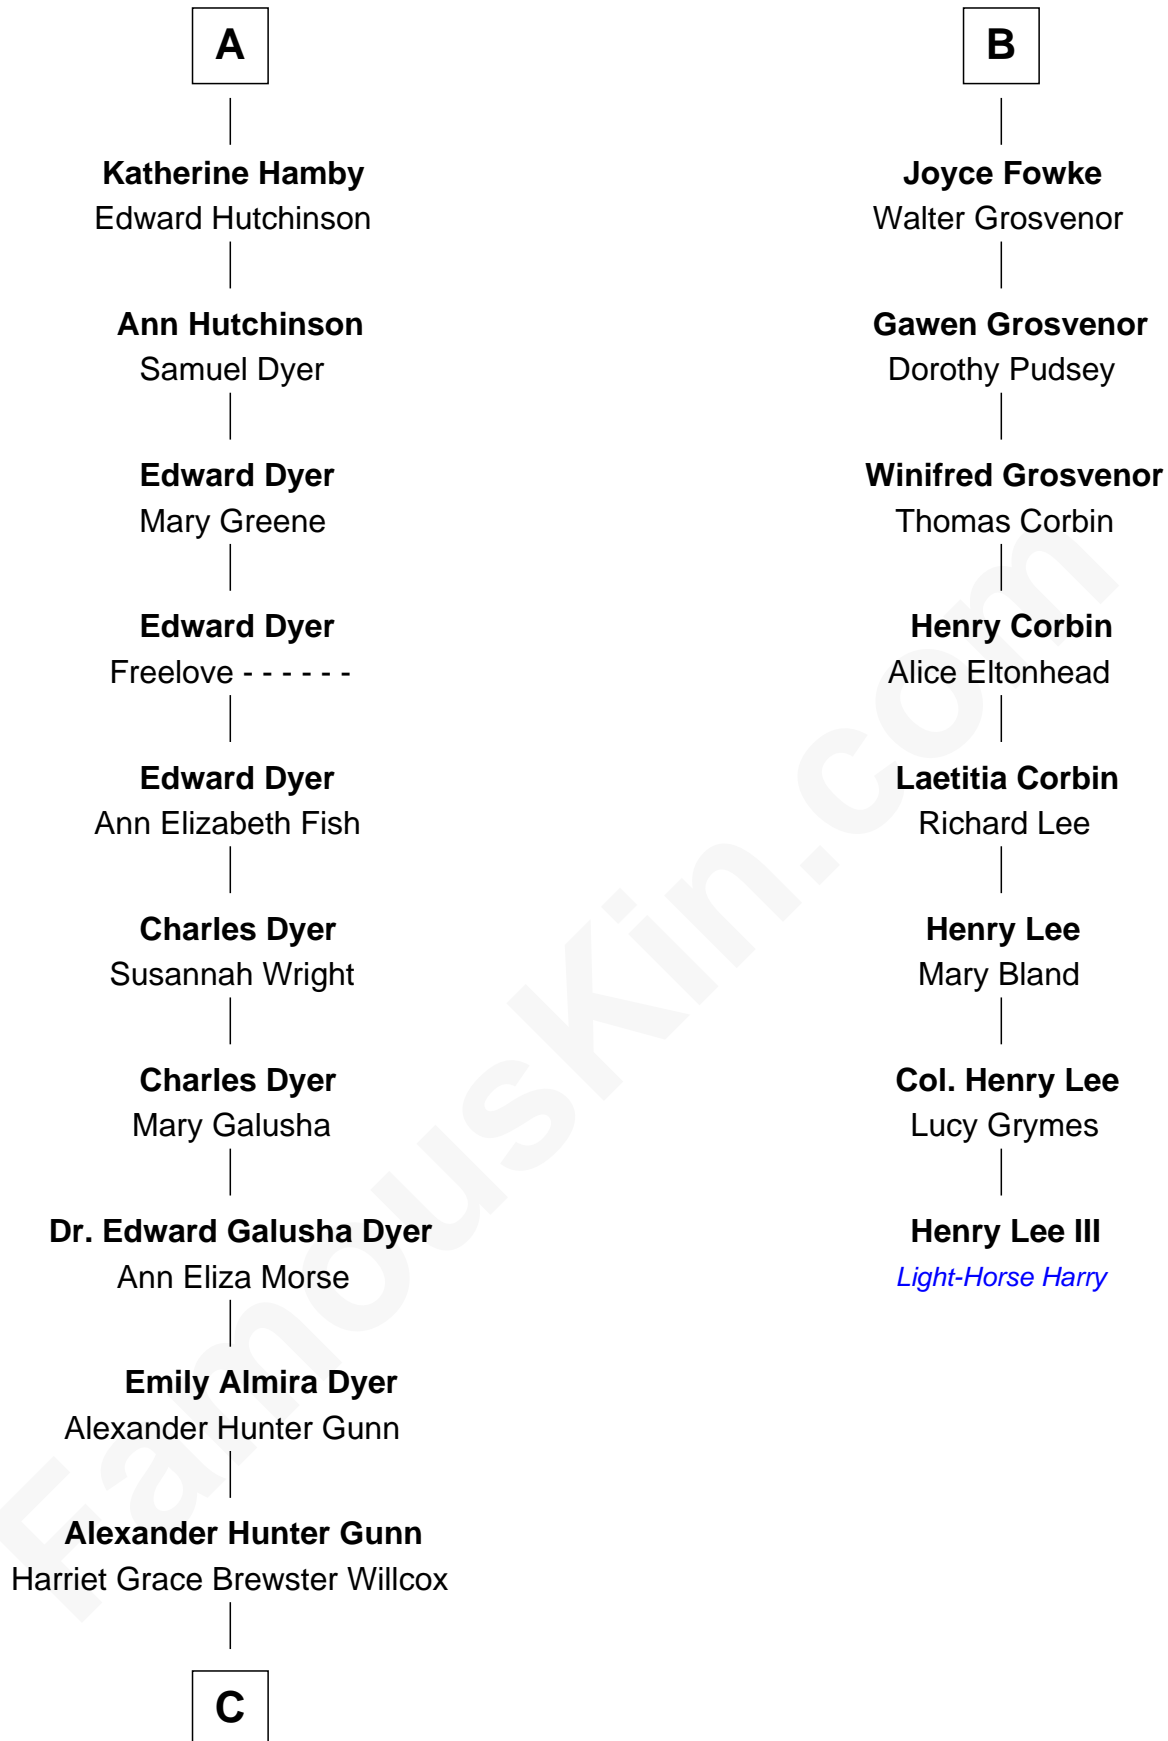 A
Katherine Hamby
Edward Hutchinson
Ann Hutchinson
Samuel Dyer
Edward Dyer
Mary Greene
Edward Dyer
Freelove - - - - - -
Edward Dyer
Ann Elizabeth Fish
Charles Dyer
Susannah Wright
Charles Dyer
Mary Galusha
Dr. Edward Galusha Dyer
Ann Eliza Morse
Emily Almira Dyer
Alexander Hunter Gunn
Alexander Hunter Gunn
Harriet Grace Brewster Willcox
C
B
Joyce Fowke
Walter Grosvenor
Gawen Grosvenor
Dorothy Pudsey
Winifred Grosvenor
Thomas Corbin
Henry Corbin
Alice Eltonhead
Laetitia Corbin
Richard Lee
Henry Lee
Mary Bland
Col. Henry Lee
Lucy Grymes
Henry Lee III
Light-Horse Harry
FamousKin.com